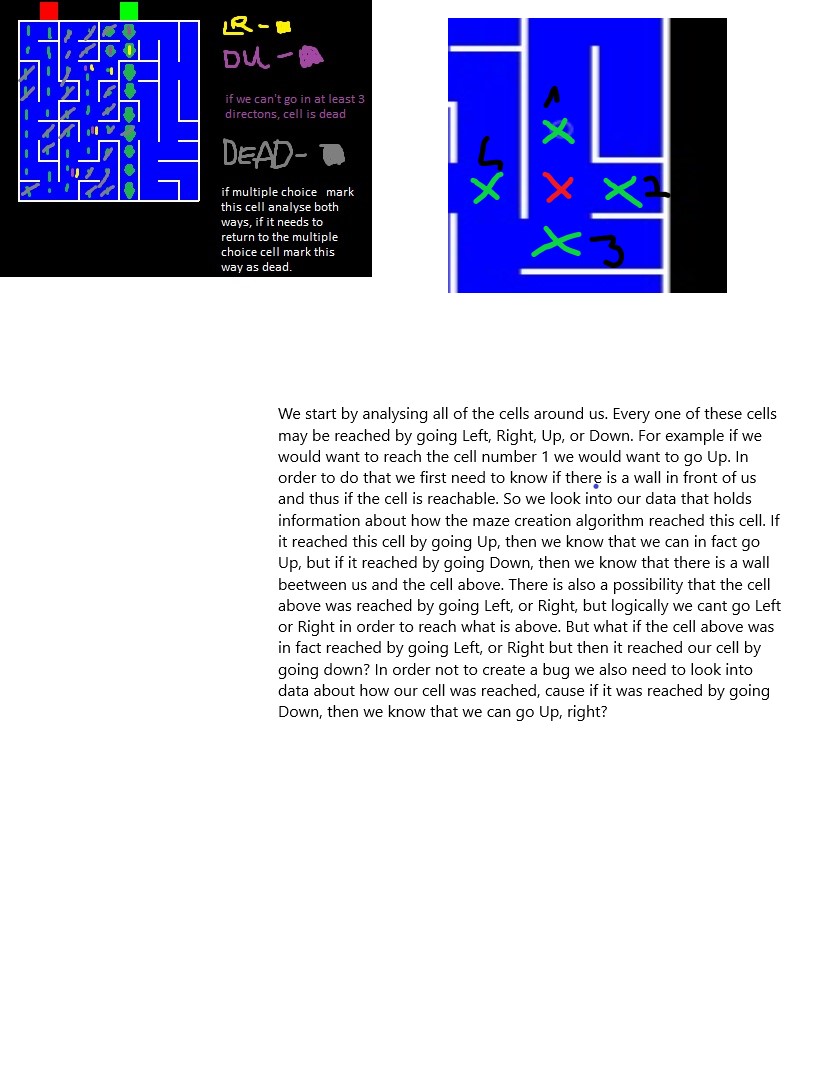 LR -
DU -
if we can't go in at least 3
directons, cell is dead
DEAD-
if multiple choice mark
this cell analyse both
ways, if it needs to
return to the multiple
choice cell mark this
way as dead.
1
4
2
3
We start by analysing all of the cells around us. Every one of these cells
may be reached by going Left, Right, Up, or Down. For example if we
would want to reach the cell number 1 we would want to go Up. In
order to do that we first need to know if there is a wall in front of us
and thus if the cell is reachable. So we look into our data that holds
information about how the maze creation algorithm reached this cell. If
it reached this cell by going Up, then we know that we can in fact go
Up, but if it reached by going Down, then we know that there is a wall
beetween us and the cell above. There is also a possibility that the cell
above was reached by going Left, or Right, but logically we cant go Left
or Right in order to reach what is above. But what if the cell above was
in fact reached by going Left, or Right but then it reached our cell by
going down? In order not to create a bug we also need to look into
data about how our cell was reached, cause if it was reached by going
Down, then we know that we can go Up, right?